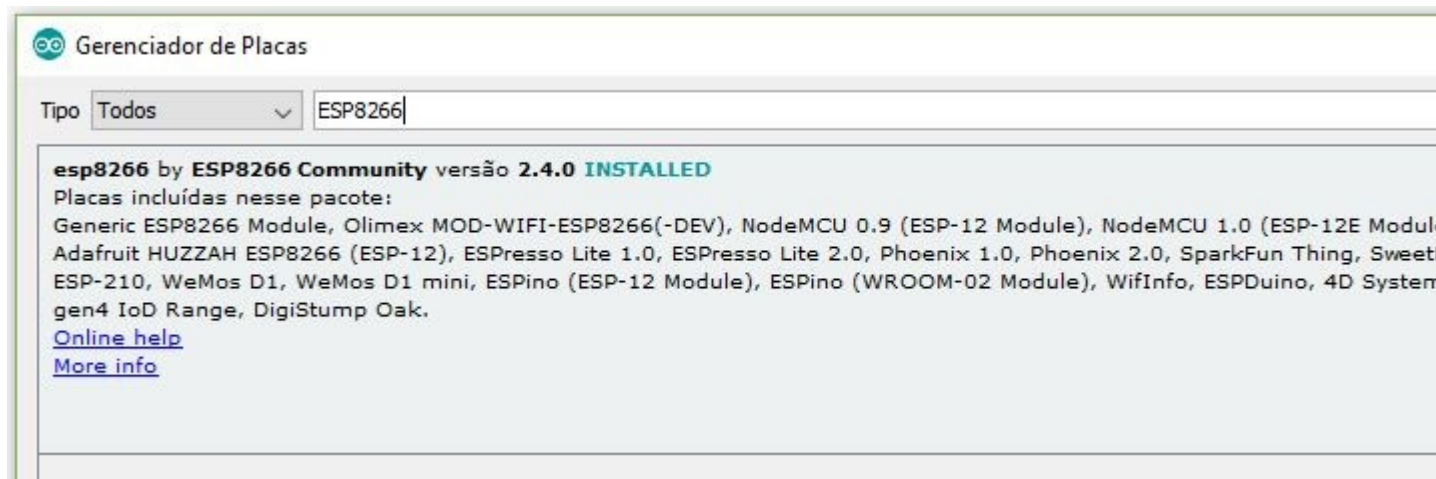 Gerenciador de Placas
Tipo Todos ESP8266
esp8266 by ESP8266 Community versão 2.4.0 INSTALLED
Placas incluídas nesse pacote:
Generic ESP8266 Module, Olimex MOD-WIFI-ESP8266(-DEV), NodeMCU 0.9 (ESP-12 Module), NodeMCU 1.0 (ESP-12E Modul
Adafruit HUZZAH ESP8266 (ESP-12), ESPresso Lite 1.0, ESPresso Lite 2.0, Phoenix 1.0, Phoenix 2.0, SparkFun Thing, Sweet
ESP-210, WeMos D1, WeMos D1 mini, ESPino (ESP-12 Module), ESPino (WROOM-02 Module), WifInfo, ESPDuino, 4D System
gen4 IoD Range, DigiStump Oak.
Online help
More info